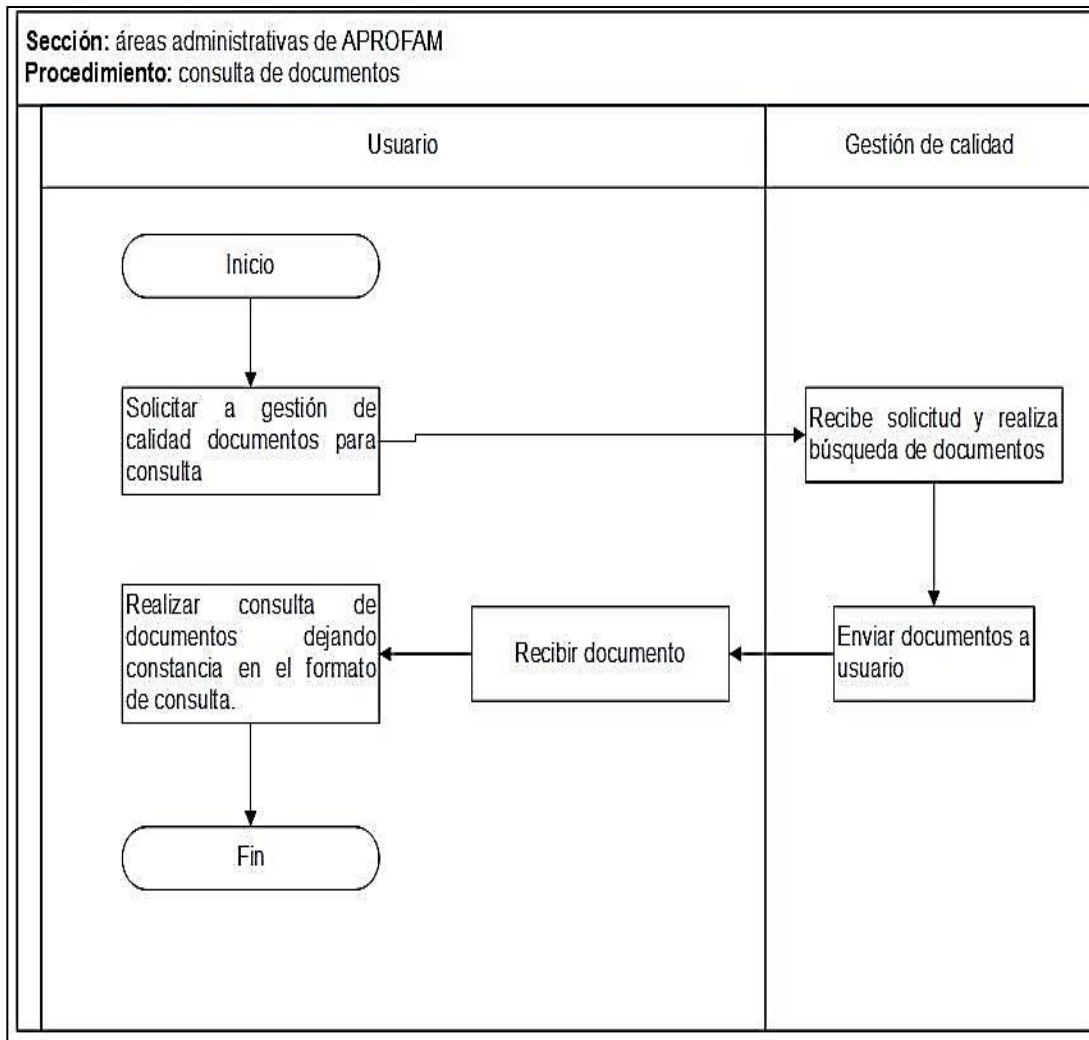 Sección: áreas administrativas de APROFAM
Procedimiento: consulta de documentos
Usuario
Gestión de calidad
Inicio
Solicitar a gestión de
calidad documentos para
consulta
Recibe solicitud y realiza
búsqueda de documentos
Enviar documentos a
usuario
Recibir documento
Realizar consulta de
documentos dejando
constancia en el formato
de consulta.
Fin